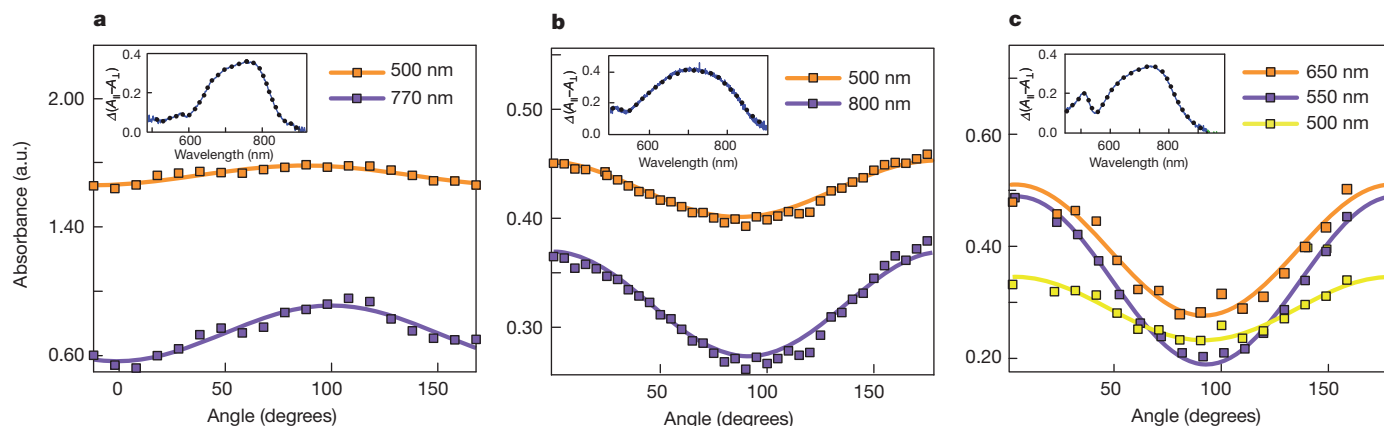 a
b
c
Absorbance (a.u.)
2.00
1.40
0.60
0
50
100
150
Angle (degrees)
500 nm
770 nm
Δ(A∥–A⊥)
0.4
0.2
0.0
600
800
Wavelength (nm)
0.50
0.40
0.30
50
100
150
Angle (degrees)
500 nm
800 nm
Δ(A∥–A⊥)
0.4
0.2
0.0
600
800
Wavelength (nm)
0.60
0.40
0.20
50
100
150
Angle (degrees)
650 nm
550 nm
500 nm
Δ(A∥–A⊥)
0.4
0.2
0.0
600
800
Wavelength (nm)